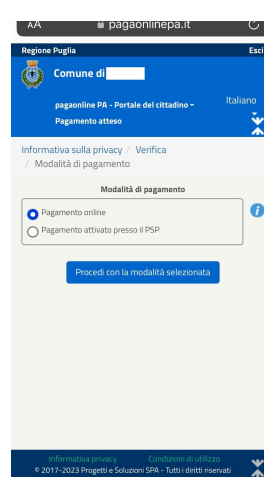 AA pagaonlinepa.it
Regione Puglia Esci
Comune di
pagaonline PA - Portale del cittadino -
Italiano
Pagamento atteso
Informativa sulla privacy / Verifica
/ Modalità di pagamento
Modalità di pagamento
Pagamento online
Pagamento attivato presso il PSP
Procedi con la modalità selezionata
Informativa privacy Condizioni di utilizzo
© 2017-2023 Progetti e Soluzioni SPA - Tutti i diritti riservati